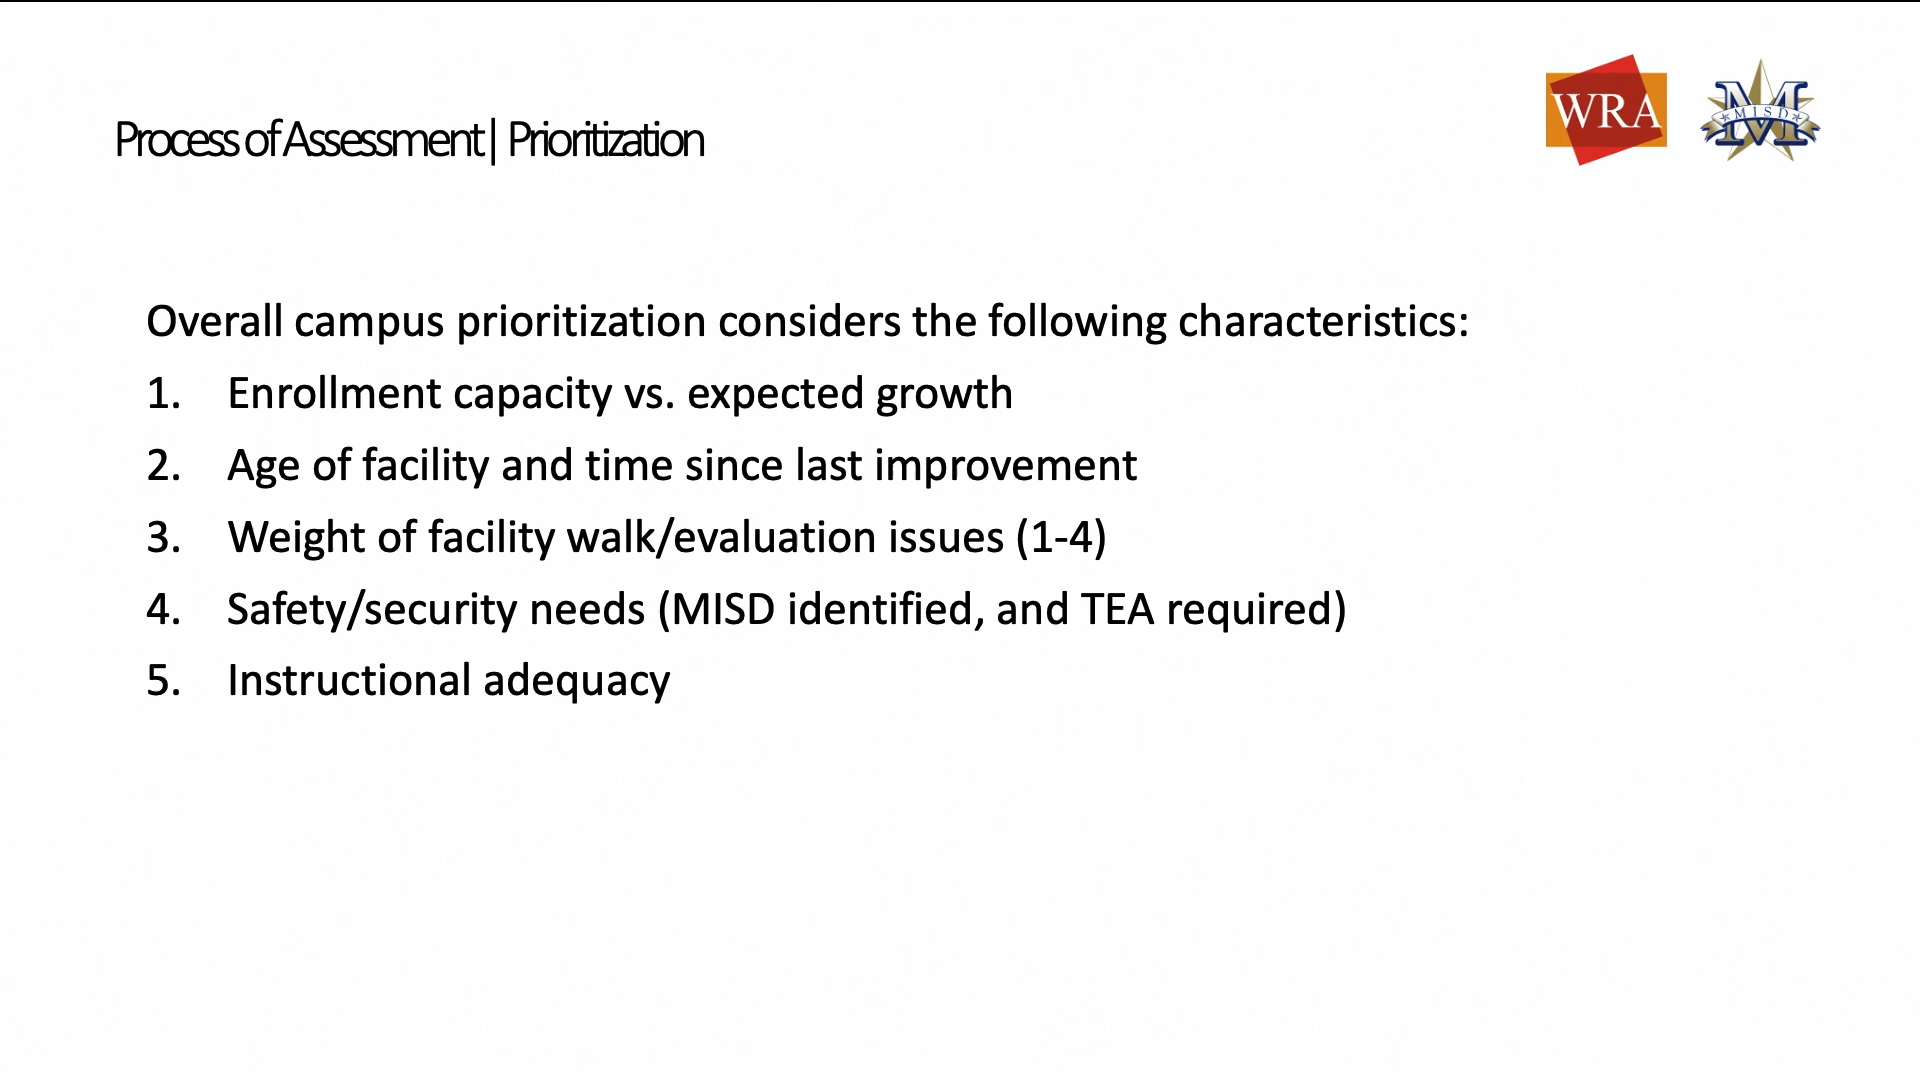 Process of Assessment | Prioritization
WRA
MISD
M
Overall campus prioritization considers the following characteristics:
1. Enrollment capacity vs. expected growth
2. Age of facility and time since last improvement
3. Weight of facility walk/evaluation issues (1-4)
4. Safety/security needs (MISD identified, and TEA required)
5. Instructional adequacy